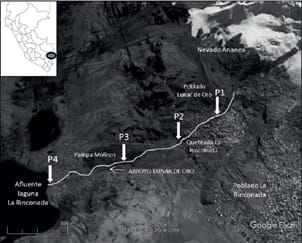 Nevado Ananea
Poblado
Lunar de Oro
P1
P2
P3
Quebrada La
Rinconada
P4
Pampa Molinos
ARROYO LUNAR DE ORO
Afluente
laguna
La Rinconada
Poblado La
Rinconada
Google Earth